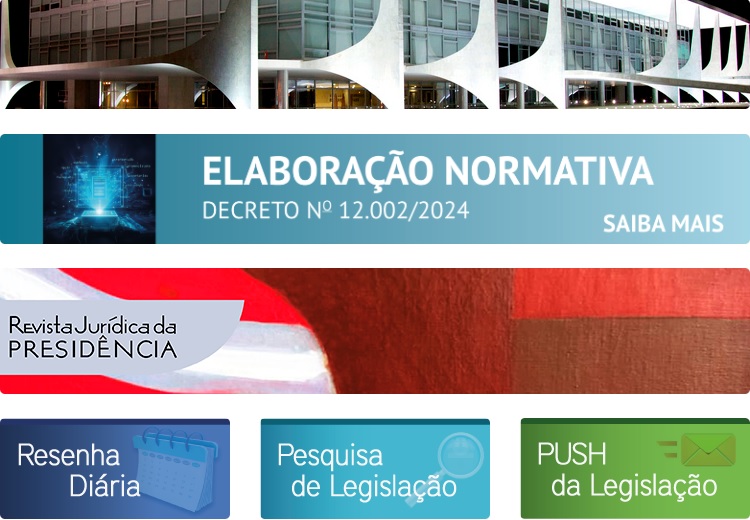 ELABORAÇÃO NORMATIVA
DECRETO Nº 12.002/2024
SAIBA MAIS
Revista Jurídica da
PRESIDÊNCIA
Resenha
Diária
Pesquisa
de Legislação
PUSH
da Legislação